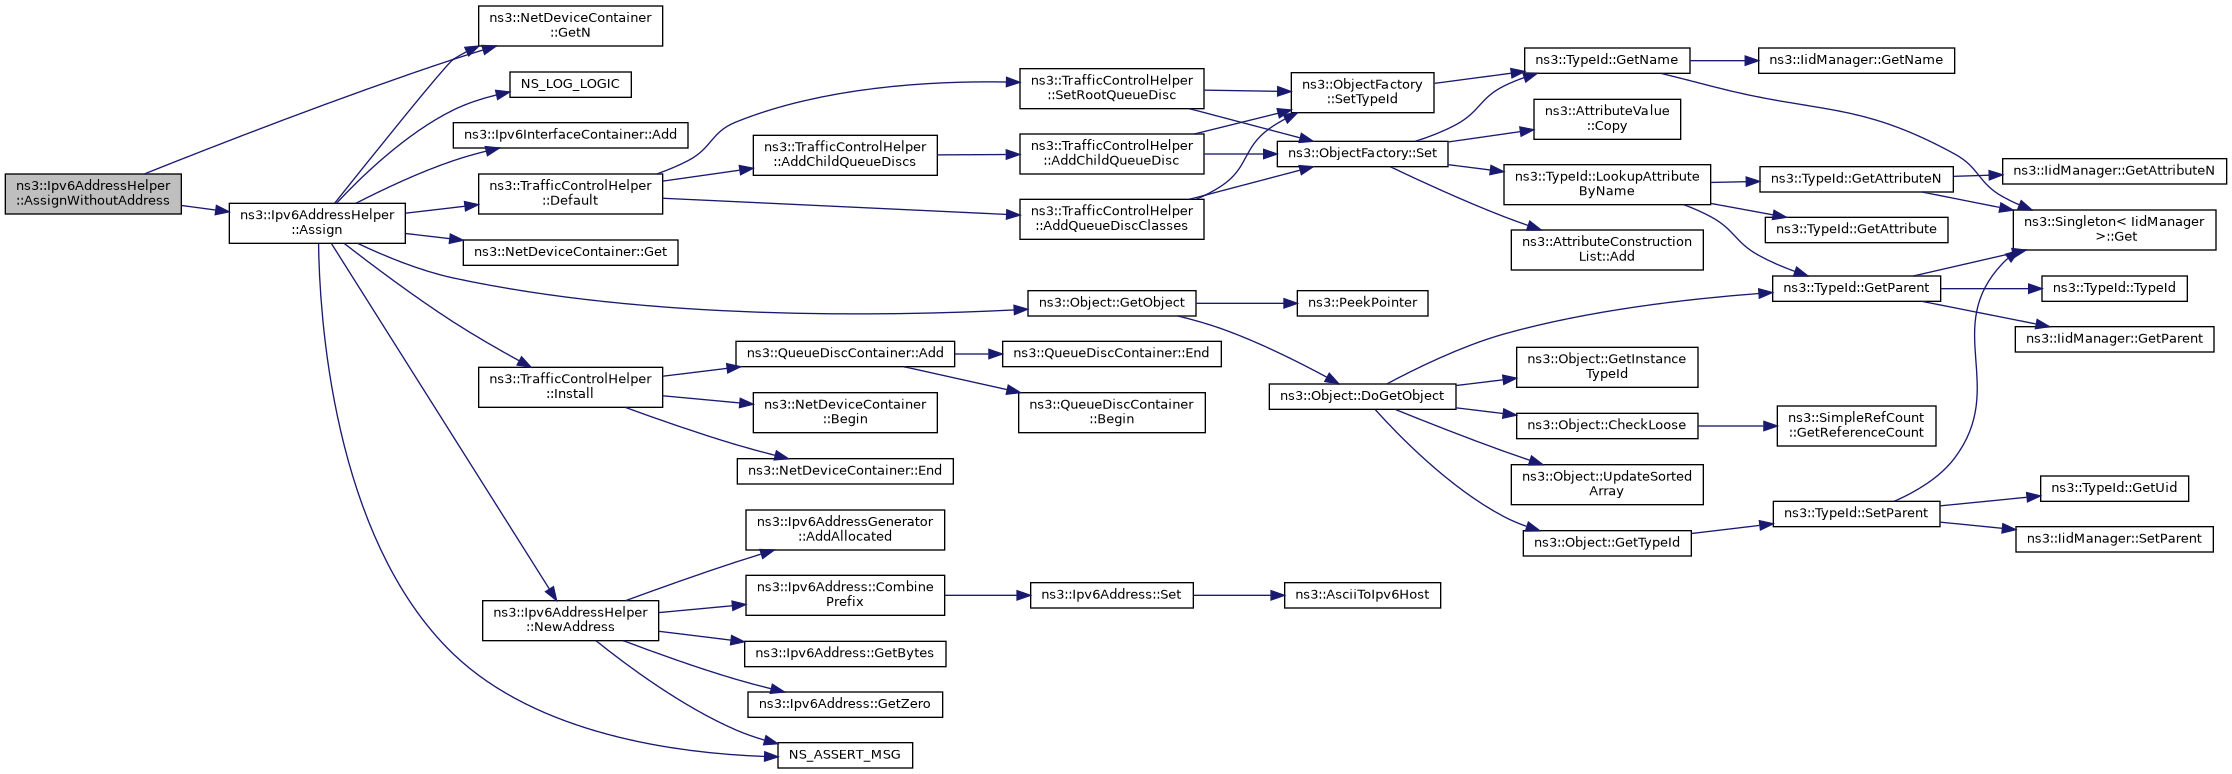 ns3::Ipv6AddressHelper
::AssignWithoutAddress
ns3::Ipv6AddressHelper
::Assign
ns3::NetDeviceContainer
::GetN
NS_LOG_LOGIC
ns3::Ipv6InterfaceContainer::Add
ns3::TrafficControlHelper
::Default
ns3::NetDeviceContainer::Get
ns3::TrafficControlHelper
::Install
ns3::Ipv6AddressHelper
::NewAddress
ns3::TrafficControlHelper
::AddChildQueueDiscs
ns3::QueueDiscContainer::Add
ns3::NetDeviceContainer
::Begin
ns3::NetDeviceContainer::End
ns3::Ipv6AddressGenerator
::AddAllocated
ns3::Ipv6Address::Combine
Prefix
ns3::Ipv6Address::GetBytes
ns3::Ipv6Address::GetZero
NS_ASSERT_MSG
ns3::TrafficControlHelper
::SetRootQueueDisc
ns3::TrafficControlHelper
::AddChildQueueDisc
ns3::TrafficControlHelper
::AddQueueDiscClasses
ns3::Object::GetObject
ns3::QueueDiscContainer::End
ns3::QueueDiscContainer
::Begin
ns3::Ipv6Address::Set
ns3::ObjectFactory
::SetTypeId
ns3::ObjectFactory::Set
ns3::PeekPointer
ns3::Object::DoGetObject
ns3::AsciiToIpv6Host
ns3::TypeId::GetName
ns3::AttributeValue
::Copy
ns3::TypeId::LookupAttribute
ByName
ns3::AttributeConstruction
List::Add
ns3::Object::GetInstance
TypeId
ns3::Object::CheckLoose
ns3::Object::UpdateSorted
Array
ns3::Object::GetTypeId
ns3::IidManager::GetName
ns3::TypeId::GetAttributeN
ns3::TypeId::GetAttribute
ns3::TypeId::GetParent
ns3::SimpleRefCount
::GetReferenceCount
ns3::TypeId::SetParent
ns3::IidManager::GetAttributeN
ns3::Singleton< IidManager
>::Get
ns3::TypeId::TypeId
ns3::IidManager::GetParent
ns3::TypeId::GetUid
ns3::IidManager::SetParent